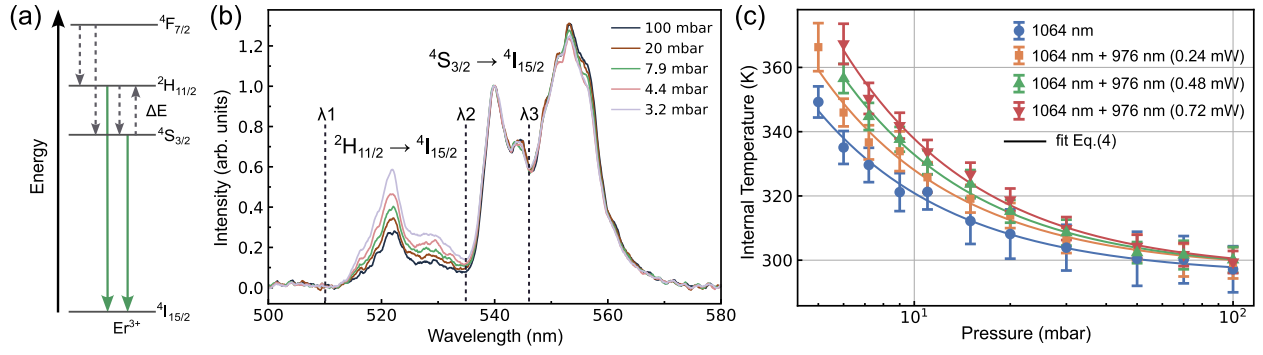 (a)
⁴F₇/₂
²H₁₁/₂
ΔE
⁴S₃/₂
Energy
⁴I₁₅/₂
Er³⁺
(b)
100 mbar
20 mbar
7.9 mbar
4.4 mbar
3.2 mbar
⁴S₃/₂ → ⁴I₁₅/₂
λ1
λ2
λ3
²H₁₁/₂ → ⁴I₁₅/₂
Intensity (arb. units)
1.2
1.0
0.8
0.6
0.4
0.2
0.0
500
520
540
560
580
Wavelength (nm)
(c)
1064 nm
1064 nm + 976 nm (0.24 mW)
1064 nm + 976 nm (0.48 mW)
1064 nm + 976 nm (0.72 mW)
fit Eq.(4)
Internal Temperature (K)
360
340
320
300
10¹
10²
Pressure (mbar)